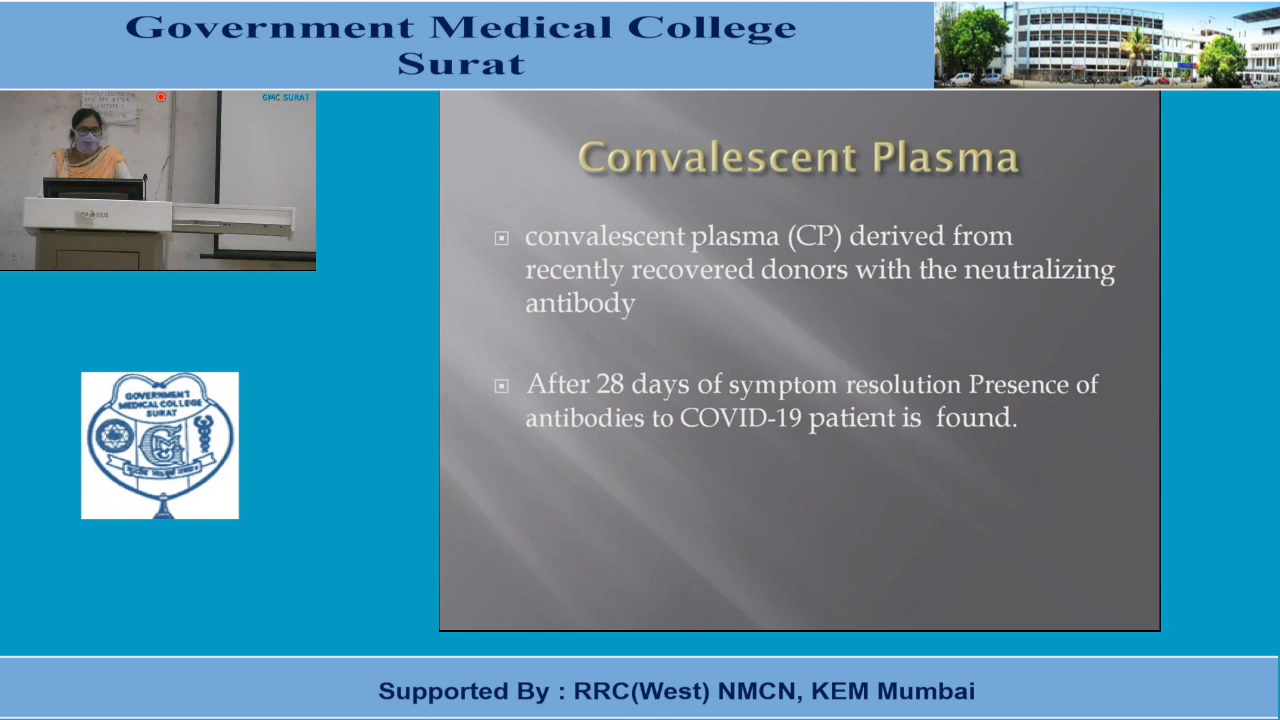 Government Medical College
Surat
GMC SURAT
Convalescent Plasma
convalescent plasma (CP) derived from
recently recovered donors with the neutralizing
antibody
After 28 days of symptom resolution Presence of
antibodies to COVID-19 patient is found.
GOVERNMENT
MEDICAL COLLEGE
SURAT
Supported By : RRC(West) NMCN, KEM Mumbai